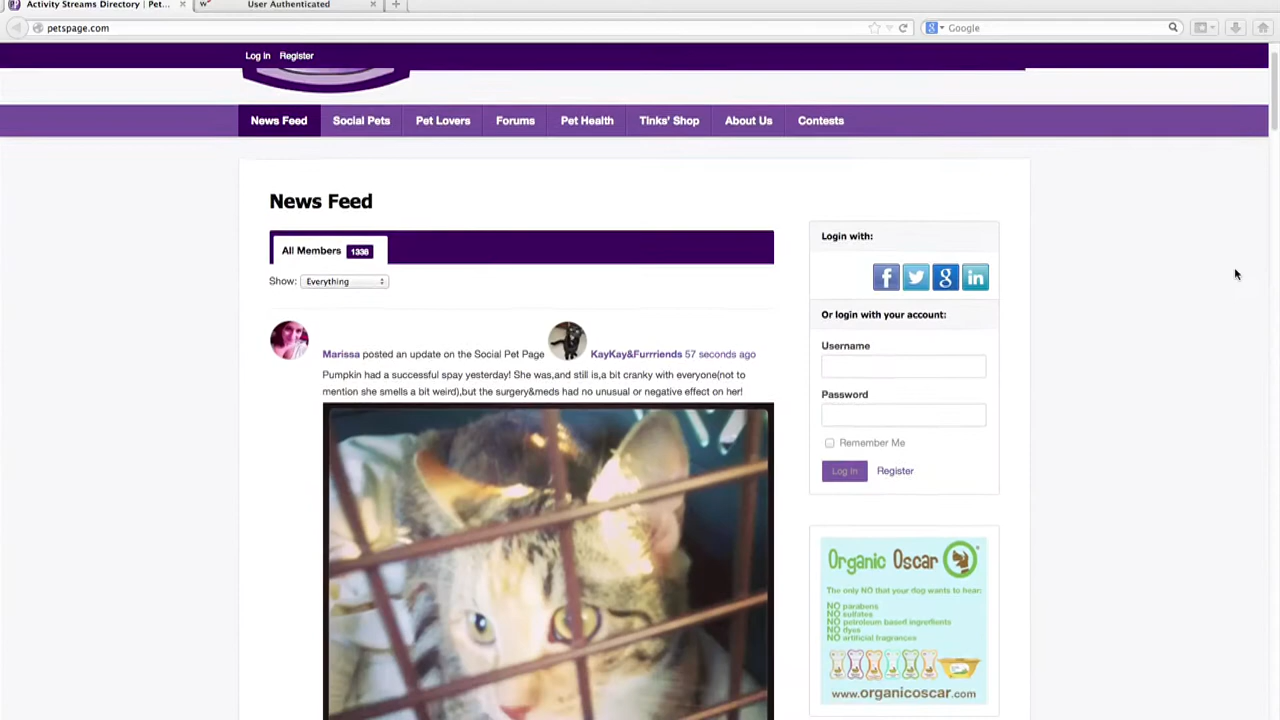 Activity Streams Directory | Pet...
User Authenticated
petspage.com
Google
Log In Register
News Feed Social Pets Pet Lovers Forums Pet Health Tinks' Shop About Us Contests
News Feed
All Members 1338
Show: Everything
Marissa posted an update on the Social Pet Page KayKay&Furrriends 57 seconds ago
Pumpkin had a successful spay yesterday! She was,and still is,a bit cranky with everyone(not to
mention she smells a bit weird),but the surgery&meds had no unusual or negative effect on her!
Login with:
Or login with your account:
Username
Password
Remember Me
Log In Register
Organic Oscar
The only NO that your dog wants to hear:
NO parabens
NO sulfates
NO petroleum based ingredients
NO dyes
NO artificial fragrances
www.organicoscar.com